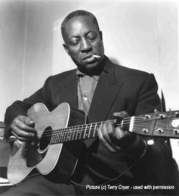 Picture (c) Terry Cryer - used with permission